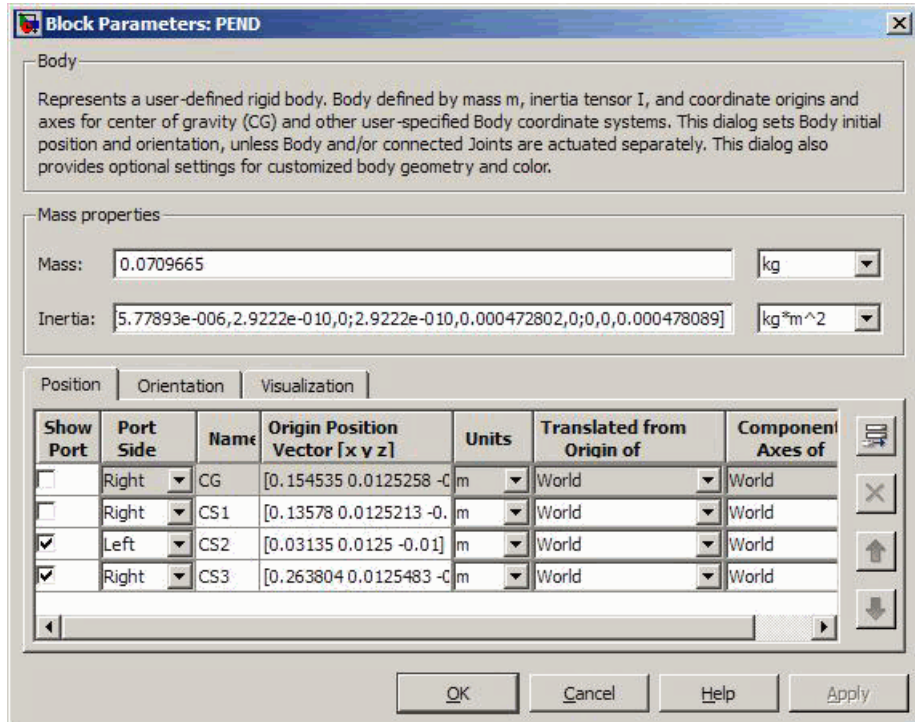 Block Parameters: PEND
Body
Represents a user-defined rigid body. Body defined by mass m, inertia tensor I, and coordinate origins and
axes for center of gravity (CG) and other user-specified Body coordinate systems. This dialog sets Body initial
position and orientation, unless Body and/or connected Joints are actuated separately. This dialog also
provides optional settings for customized body geometry and color.
Mass properties
Mass: 0.0709665 kg
Inertia: [5.77893e-006,2.9222e-010,0;2.9222e-010,0.000472802,0;0,0,0.000478089] kg*m^2
Position Orientation Visualization
Show Port Port Side Name Origin Position Vector [x y z] Units Translated from Origin of Component Axes of
Right CG [0.154535 0.0125258 -0 m World World
Right CS1 [0.13578 0.0125213 -0. m World World
Left CS2 [0.03135 0.0125 -0.01] m World World
Right CS3 [0.263804 0.0125483 -0 m World World
OK Cancel Help Apply